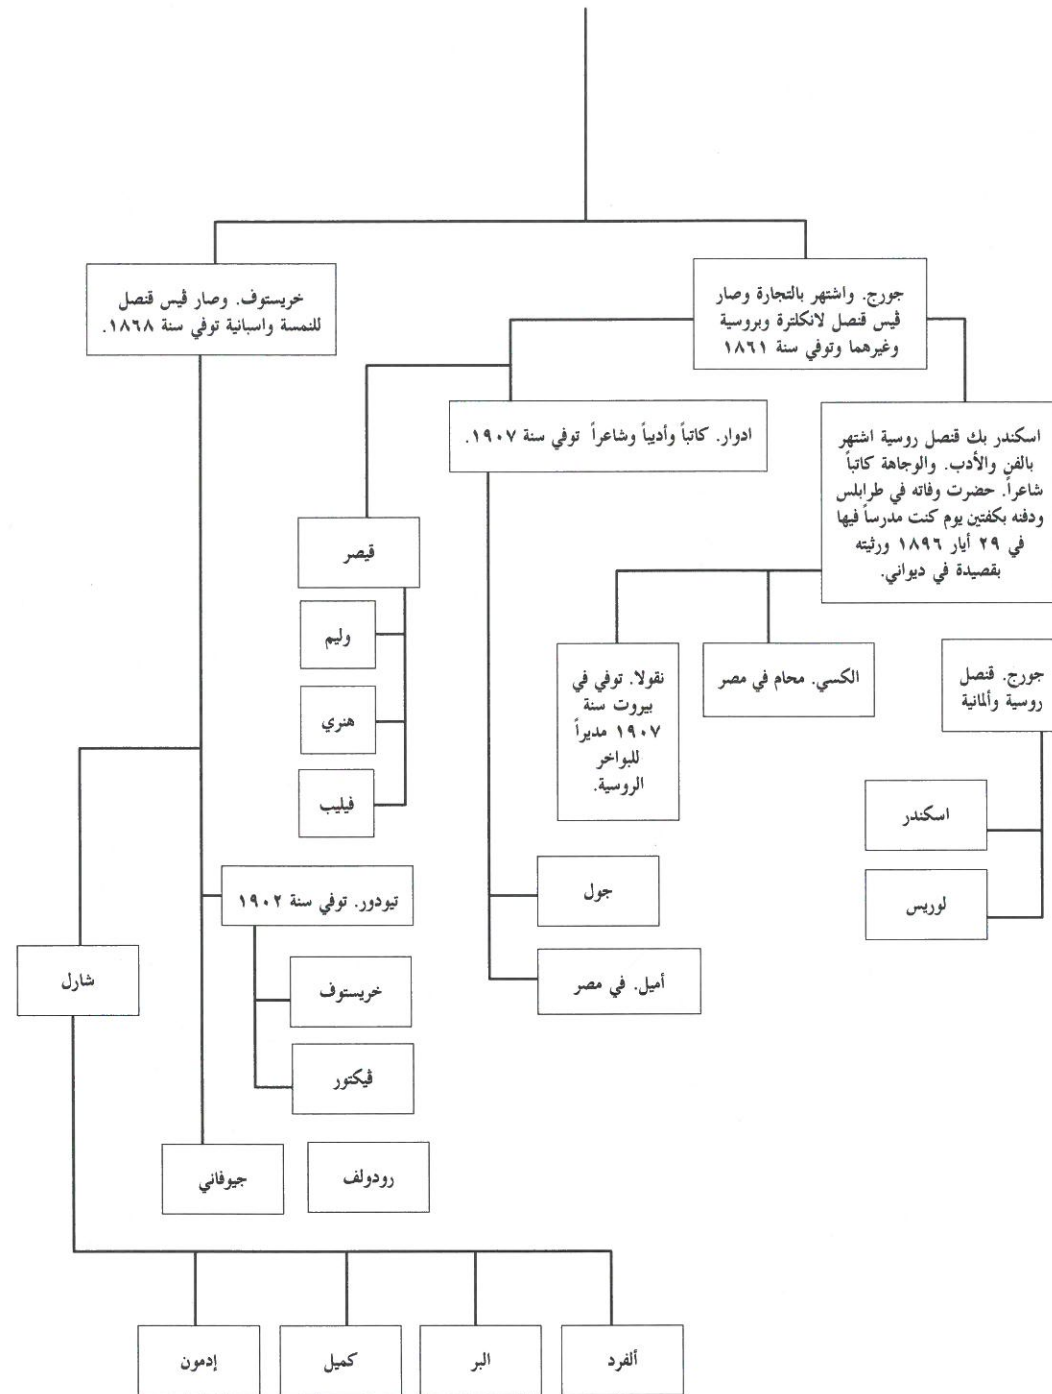 جورج. واشتهر بالتجارة وصار
ڤيس قنصل لانكلترة وبروسية
وغيرهما وتوفي سنة ١٨٦١
خريستوف. وصار ڤيس قنصل
للنمسة واسبانية توفي سنة ١٨٦٨.
اسكندر بك قنصل روسية اشتهر
بالفن والأدب. والوجاهة كاتباً
شاعراً. حضرت وفاته في طرابلس
ودفنه بكفتين يوم كنت مدرساً فيها
في ٢٩ أيار ١٨٩٦ ورثيته
بقصيدة في ديواني.
ادوار. كاتباً وأديباً وشاعراً توفي سنة ١٩٠٧.
قيصر
وليم
هنري
فيليب
جورج. قنصل
روسية وألمانية
الكسي. محام في مصر
نقولا. توفي في
بيروت سنة
١٩٠٧ مديراً
للبواخر
الروسية.
اسكندر
لوريس
جول
أميل. في مصر
تيودور. توفي سنة ١٩٠٢
خريستوف
ڤيكتور
شارل
رودولف
جيوفاني
ألفرد
البر
كميل
إدمون